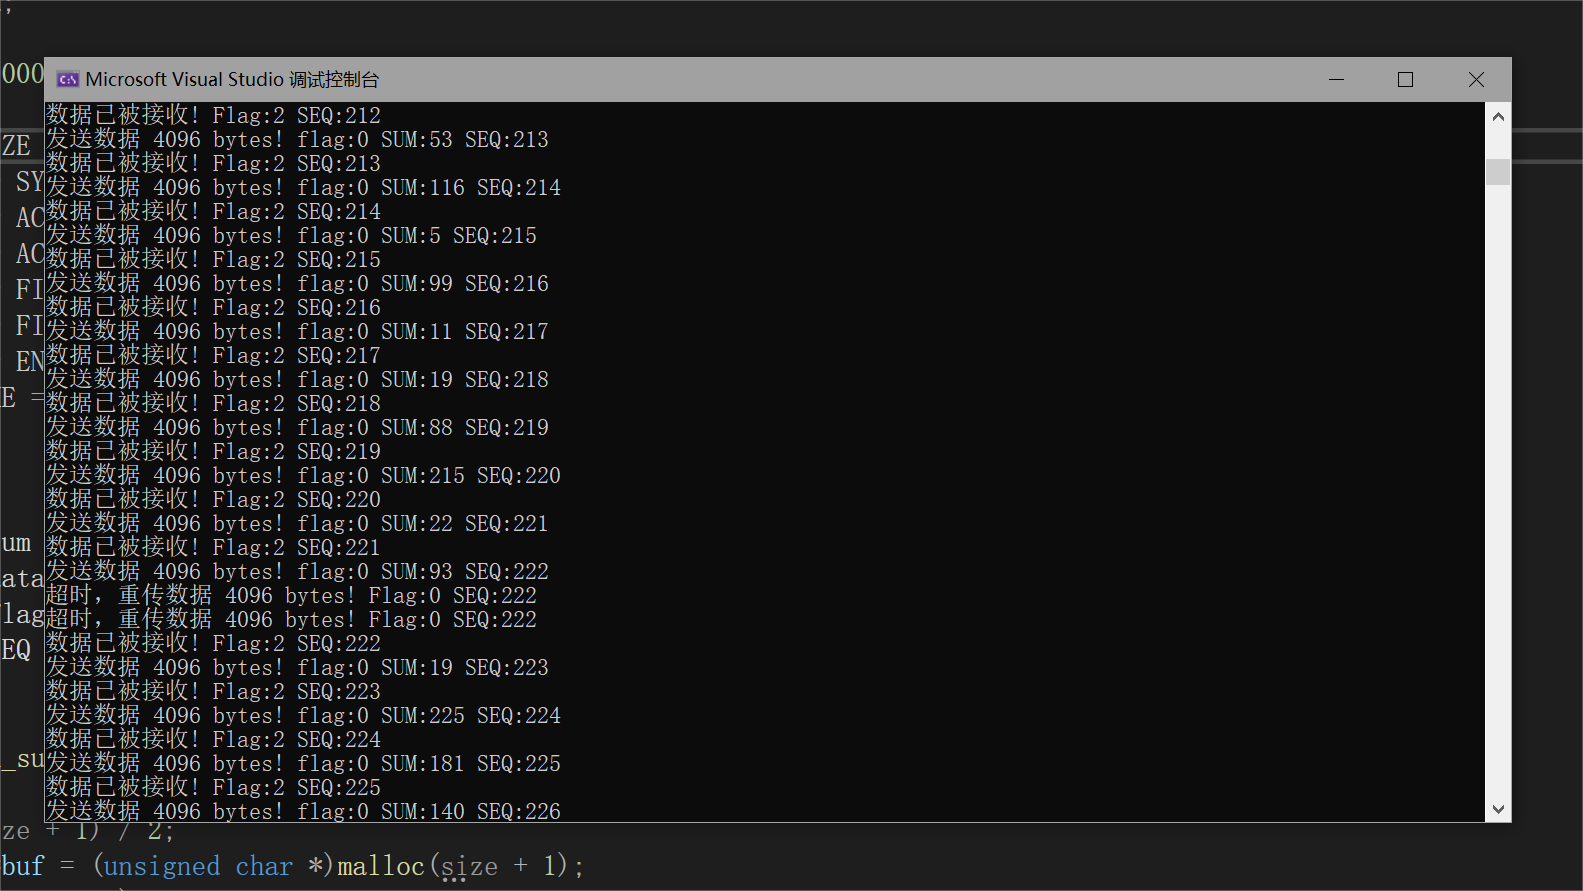 ;
0000
Microsoft Visual Studio 调试控制台
数据已被接收! Flag:2 SEQ:212
发送数据 4096 bytes! flag:0 SUM:53 SEQ:213
数据已被接收! Flag:2 SEQ:213
发送数据 4096 bytes! flag:0 SUM:116 SEQ:214
数据已被接收! Flag:2 SEQ:214
发送数据 4096 bytes! flag:0 SUM:5 SEQ:215
数据已被接收! Flag:2 SEQ:215
发送数据 4096 bytes! flag:0 SUM:99 SEQ:216
数据已被接收! Flag:2 SEQ:216
发送数据 4096 bytes! flag:0 SUM:11 SEQ:217
数据已被接收! Flag:2 SEQ:217
发送数据 4096 bytes! flag:0 SUM:19 SEQ:218
数据已被接收! Flag:2 SEQ:218
发送数据 4096 bytes! flag:0 SUM:88 SEQ:219
数据已被接收! Flag:2 SEQ:219
发送数据 4096 bytes! flag:0 SUM:215 SEQ:220
数据已被接收! Flag:2 SEQ:220
发送数据 4096 bytes! flag:0 SUM:22 SEQ:221
数据已被接收! Flag:2 SEQ:221
发送数据 4096 bytes! flag:0 SUM:93 SEQ:222
超时，重传数据 4096 bytes! Flag:0 SEQ:222
超时，重传数据 4096 bytes! Flag:0 SEQ:222
数据已被接收! Flag:2 SEQ:222
发送数据 4096 bytes! flag:0 SUM:19 SEQ:223
数据已被接收! Flag:2 SEQ:223
发送数据 4096 bytes! flag:0 SUM:225 SEQ:224
数据已被接收! Flag:2 SEQ:224
发送数据 4096 bytes! flag:0 SUM:181 SEQ:225
数据已被接收! Flag:2 SEQ:225
发送数据 4096 bytes! flag:0 SUM:140 SEQ:226
ZE
SY
AC
AC
FI
FI
EN
E =
um
ata
lag
EQ
_su
ze + 1) / 2;
buf = (unsigned char *)malloc(size + 1);